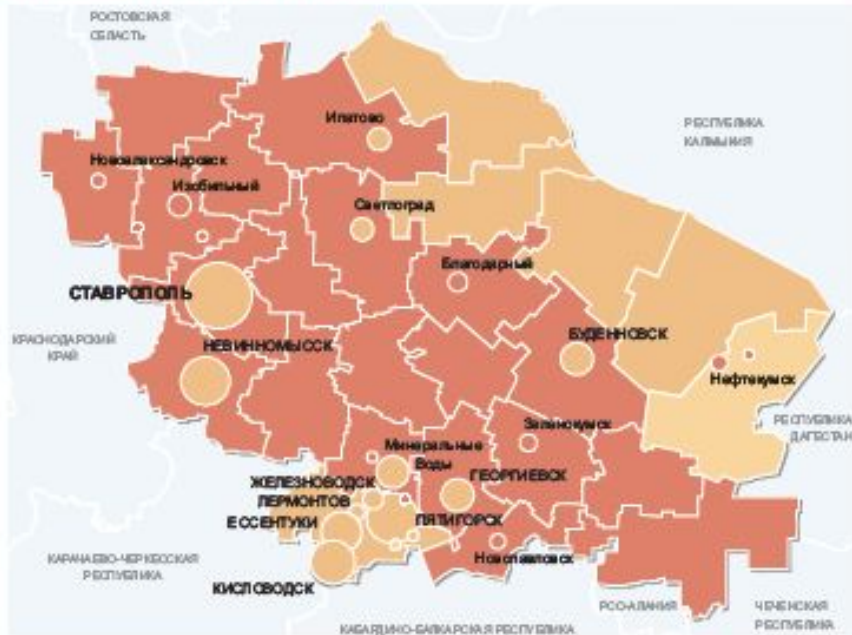 РОСТОВСКАЯ
ОБЛАСТЬ
Ипатово
РЕСПУБЛИКА
КАЛМЫКИЯ
Новоалександровск
Изобильный
Светлоград
Благодарный
СТАВРОПОЛЬ
КРАСНОДАРСКИЙ
КРАЙ
НЕВИННОМЫССК
БУДЕННОВСК
Нефтекумск
РЕСПУБЛИКА
ДАГЕСТАН
Зеленокумск
Минеральные
Воды
ЖЕЛЕЗНОВОДСК
ГЕОРГИЕВСК
ЛЕРМОНТОВ
ЕССЕНТУКИ
ПЯТИГОРСК
Новопавловск
КАРАЧАЕВО-ЧЕРКЕССКАЯ
РЕСПУБЛИКА
КИСЛОВОДСК
РСО-АЛАНИЯ
ЧЕЧЕНСКАЯ
РЕСПУБЛИКА
КАБАРДИНО-БАЛКАРСКАЯ РЕСПУБЛИКА